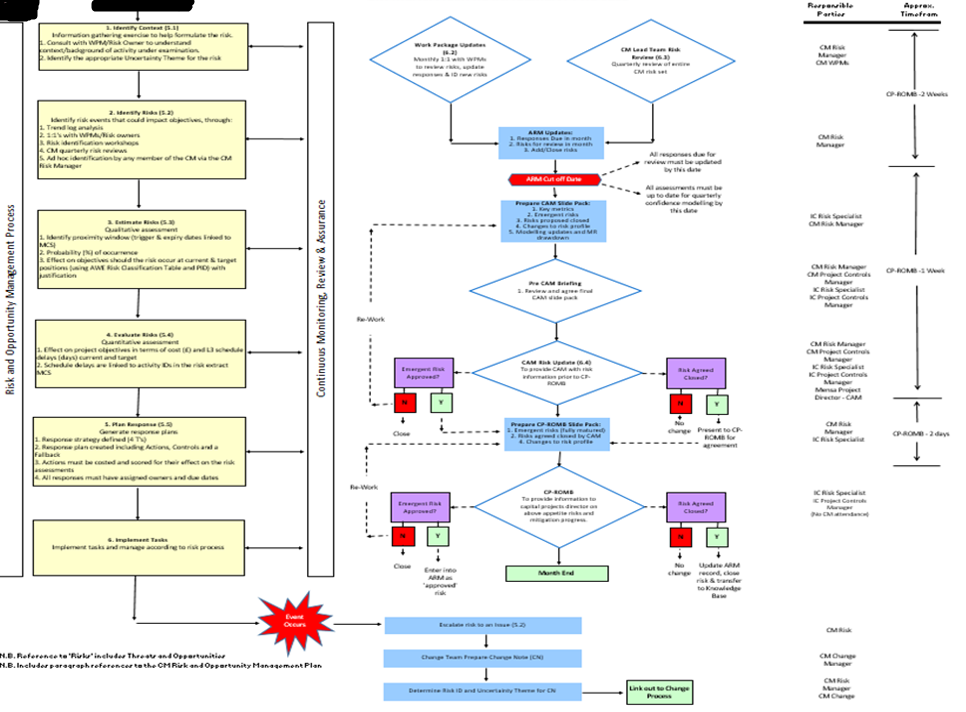 Responsible
Parties
Approx.
Timefram
Risk and Opportunity Management Process
1. Identify Context (5.1)
Information gathering exercise to help formulate the risk.
1. Consult with WPM/Risk Owner to understand
context/background of activity under examination.
2. Identify the appropriate Uncertainty Theme for the risk
2. Identify Risks (5.2)
Identify risk events that could impact objectives, through:
1. Trend log analysis
2. 1:1's with WPMs/Risk owners
3. Risk identification workshops
4. CM quarterly risk reviews
5. Ad hoc identification by any member of the CM via the CM
Risk Manager
3. Estimate Risks (5.3)
Qualitative assessment
1. Identify proximity window (trigger & expiry dates linked to
MCS)
2. Probability (%) of occurrence
3. Effect on objectives should the risk occur at current & target
positions (using AWE Risk Classification Table and PID) with
justification
4. Evaluate Risks (5.4)
Quantitative assessment
1. Effect on project objectives in terms of cost (£) and L3 schedule
delays (days) current and target
2. Schedule delays are linked to activity IDs in the risk extract
MCS
5. Plan Response (5.5)
Generate response plans
1. Response strategy defined (4 T's)
2. Response plan created including Actions, Controls and a
Fallback
3. Actions must be costed and scored for their effect on the risk
assessments
4. All responses must have assigned owners and due dates
6. Implement Tasks
Implement tasks and manage according to risk process
Continuous Monitoring, Review & Assurance
Work Package Updates
(6.2)
Monthly 1:1 with WPMs
to review risks, update
responses & ID new risks
CM Lead Team Risk
Review (6.3)
Quarterly review of entire
CM risk set
ARM Updates:
1. Responses Due in month
2. Risks for review in month
3. Add/Close risks
ARM Cut off Date
All responses due for
review must be updated
by this date
All assessments must be
up to date for quarterly
confidence modelling by
this date
Prepare CAM Slide Pack:
1. Key metrics
2. Emergent risks
3. Risks proposed closed
4. Changes to risk profile
5. Modelling updates and MR
drawdown
Pre CAM Briefing
1. Review and agree final
CAM slide pack
Re-Work
CAM Risk Update (6.4)
To provide CAM with risk
information prior to CP-
ROMB
Emergent Risk
Approved?
N
Y
Close
Risk Agreed
Closed?
N
Y
No
change
Present to CP-
ROMB for
agreement
Prepare CP-ROMB Slide Pack:
1. Emergent risks (fully matured)
2. Risks agreed closed by CAM
4. Changes to risk profile
Re-Work
CP-ROMB
To provide information to
capital projects director on
above appetite risks and
mitigation progress.
Emergent Risk
Approved?
N
Y
Close
Enter into
ARM as
'approved'
risk
Risk Agreed
Closed?
N
Y
No
change
Update ARM
record, close
risk & transfer
to Knowledge
Base
Month End
Event
Occurs
Escalate risk to an Issue (5.2)
Change Team Prepare Change Note (CN)
Determine Risk ID and Uncertainty Theme for CN
Link out to Change
Process
N.B. Reference to 'Risks' includes Threats and Opportunities
N.B. Includes paragraph references to the CM Risk and Opportunity Management Plan
CM Risk
Manager
CM WPMs
CP-ROMB -2 Weeks
CM Risk
Manager
IC Risk Specialist
CM Risk Manager
CP-ROMB -1 Week
CM Risk Manager
CM Project Controls
Manager
IC Risk Specialist
IC Project Controls
Manager
CM Risk Manager
CM Project Controls
Manager
IC Risk Specialist
IC Project Controls
Manager
Mensa Project
Director - CAM
CM Risk
Manager
IC Risk Specialist
CP-ROMB - 2 days
IC Risk Specialist
IC Project Controls
Manager
(No CM attendance)
CM Risk
CM Change
Manager
CM Risk
Manager
CM Change